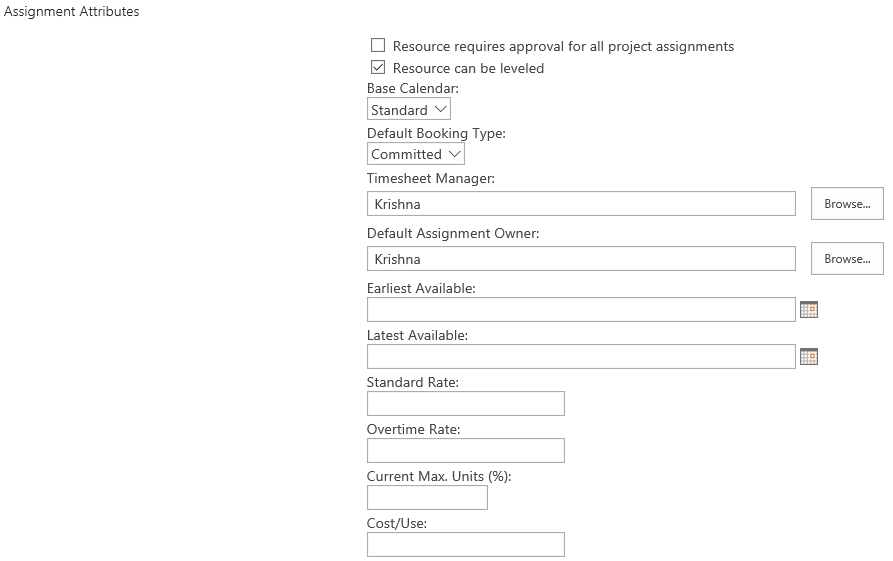 Assignment Attributes
Resource requires approval for all project assignments
Resource can be leveled
Base Calendar:
Standard
Default Booking Type:
Committed
Timesheet Manager:
Krishna
Browse...
Default Assignment Owner:
Krishna
Browse...
Earliest Available:
Latest Available:
Standard Rate:
Overtime Rate:
Current Max. Units (%):
Cost/Use: